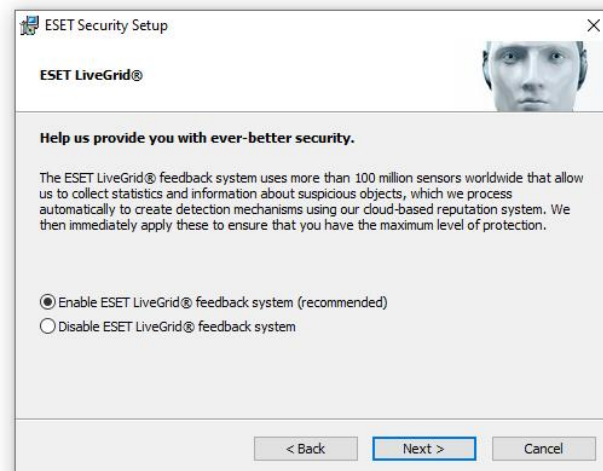 ESET Security Setup
ESET LiveGrid®
Help us provide you with ever-better security.
The ESET LiveGrid® feedback system uses more than 100 million sensors worldwide that allow
us to collect statistics and information about suspicious objects, which we process
automatically to create detection mechanisms using our cloud-based reputation system. We
then immediately apply these to ensure that you have the maximum level of protection.
Enable ESET LiveGrid® feedback system (recommended)
Disable ESET LiveGrid® feedback system
< Back Next > Cancel